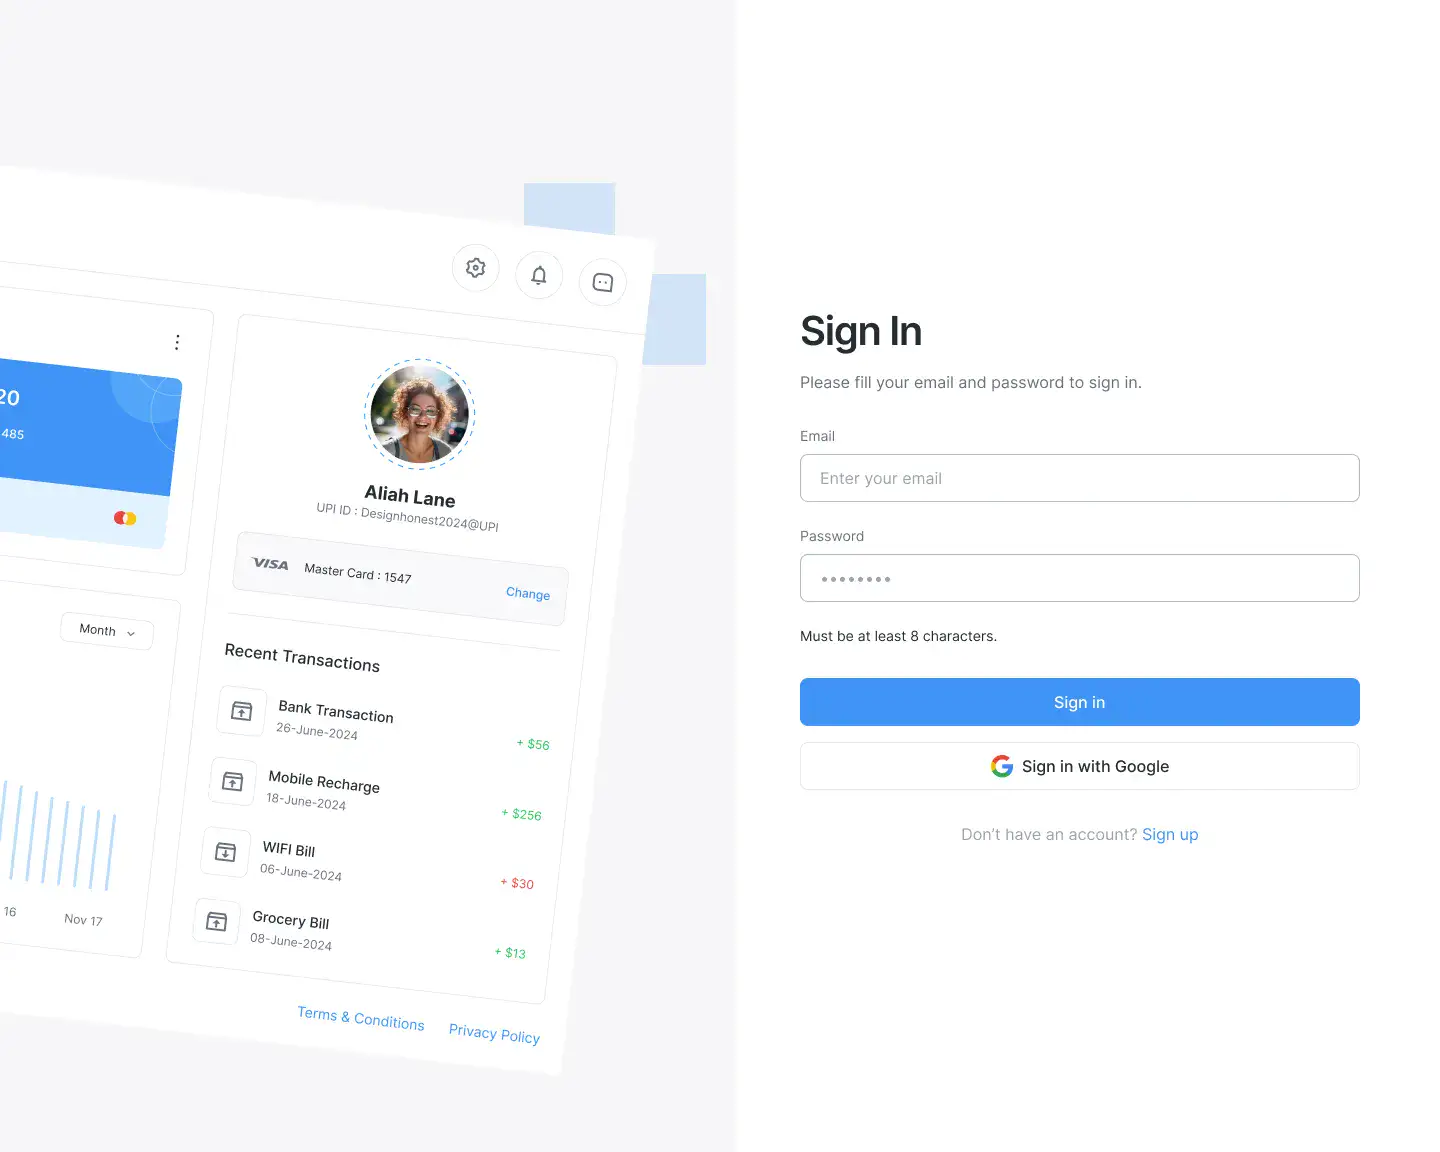 20
485
Month
16
Nov 17
Aliah Lane
UPI ID : Designhonest2024@UPI
VISA
Master Card : 1547
Change
Recent Transactions
Bank Transaction
26-June-2024
+ $56
Mobile Recharge
18-June-2024
+ $256
WIFI Bill
06-June-2024
+ $30
Grocery Bill
08-June-2024
+ $13
Terms & Conditions
Privacy Policy
Sign In
Please fill your email and password to sign in.
Email
Enter your email
Password
Must be at least 8 characters.
Sign in
Sign in with Google
Don’t have an account? Sign up